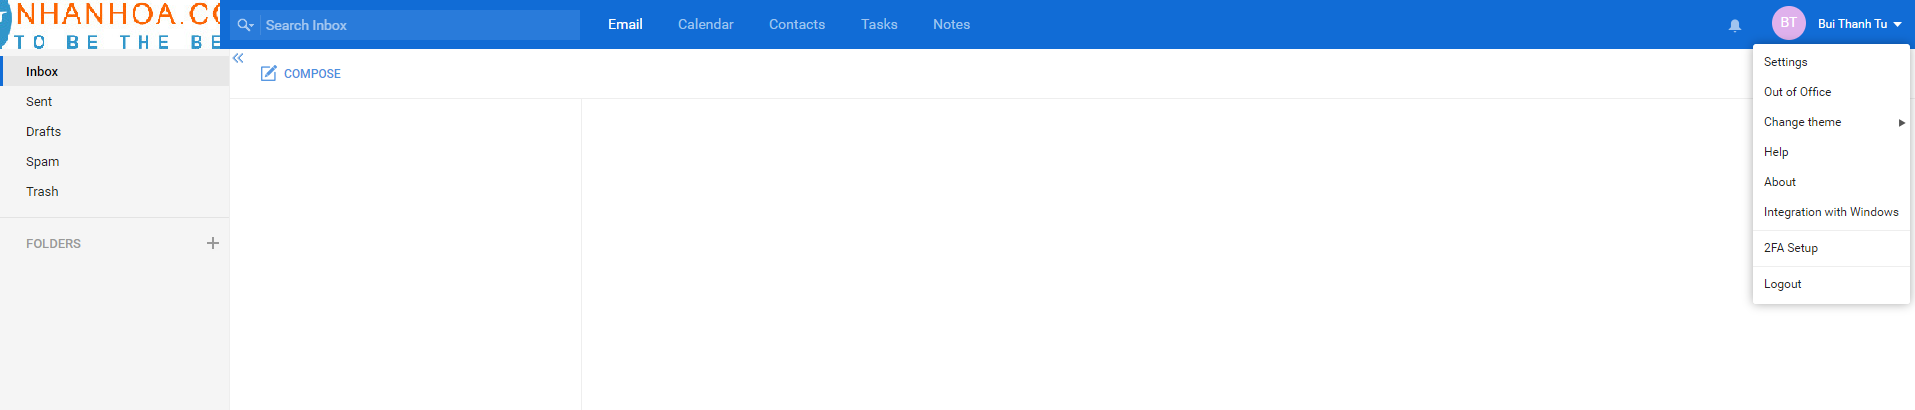 NHANHOA.CO
TO BE THE BE
Search Inbox
Email
Calendar
Contacts
Tasks
Notes
BT
Bui Thanh Tu
Inbox
Sent
Drafts
Spam
Trash
FOLDERS
COMPOSE
Settings
Out of Office
Change theme
Help
About
Integration with Windows
2FA Setup
Logout